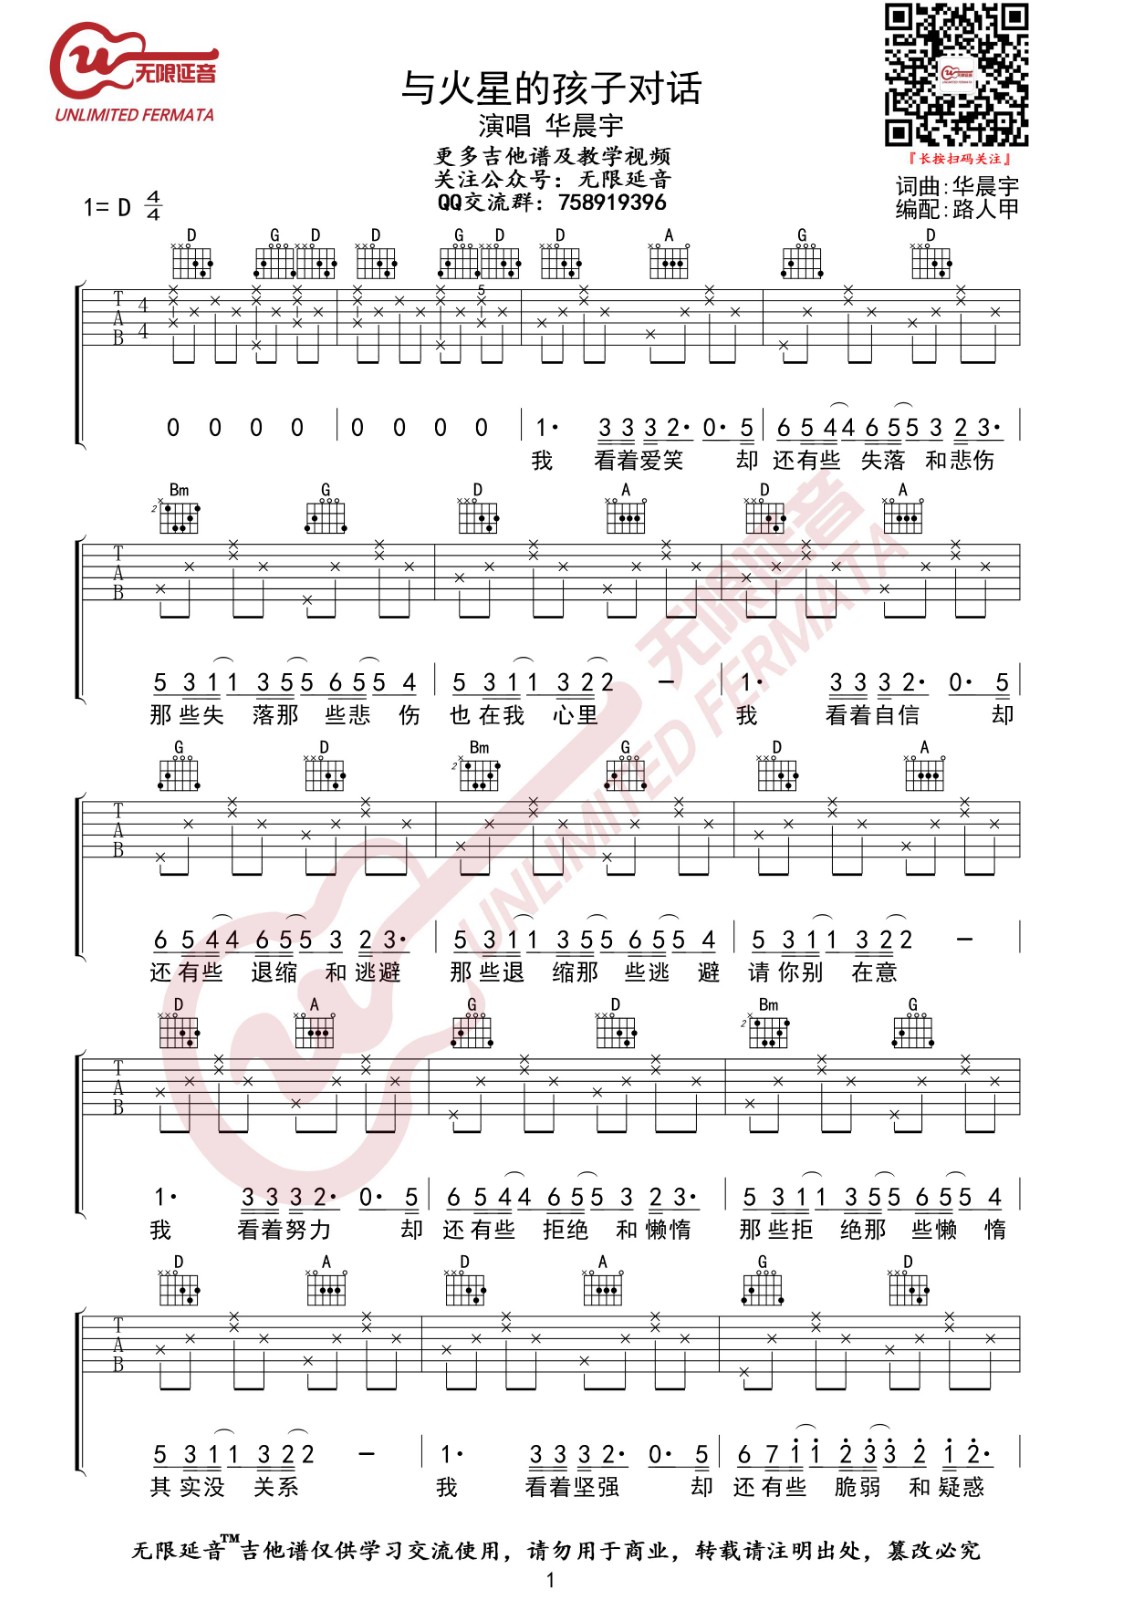 无限延音
UNLIMITED FERMATA
与火星的孩子对话
演唱 华晨宇
更多吉他谱及教学视频
关注公众号：无限延音
QQ交流群：758919396
『长按扫码关注』
词曲:华晨宇
编配:路人甲
1= D 4/4
D G D D G D D A G D
5
T A B 4/4
0 0 0 0 | 0 0 0 0 | 1· 3 3 3 2· 0· 5 | 6 5 4 4 6 5 5 3 2 3·
我 看着爱笑 却 还有些 失落 和悲伤
Bm G D A D A
2
T A B
5 3 1 1 3 5 5 6 5 5 4 | 5 3 1 1 3 2 2 – | 1· 3 3 3 2· 0· 5
那些失 落那 些悲 伤 也在我 心里 我 看着自信 却
G D Bm G D A
2
T A B
6 5 4 4 6 5 5 3 2 3· | 5 3 1 1 3 5 5 6 5 5 4 | 5 3 1 1 3 2 2 –
还有些 退缩 和逃避 那些退 缩那 些逃 避 请你别 在意
D A G D Bm G
2
T A B
1· 3 3 3 2· 0· 5 | 6 5 4 4 6 5 5 3 2 3· | 5 3 1 1 3 5 5 6 5 5 4
我 看着努力 却 还有些 拒绝 和懒惰 那些拒 绝那 些懒 惰
D A D A G D
T A B
5 3 1 1 3 2 2 – | 1· 3 3 3 2· 0· 5 | 6 7 i i 2̇ 3̇ 3̇ 2̇ i 2̇·
其实没 关系 我 看着坚强 却 还有些 脆弱 和疑惑
无限延音
UNLIMITED FERMATA
无限延音™吉他谱仅供学习交流使用，请勿用于商业，转载请注明出处，篡改必究
1